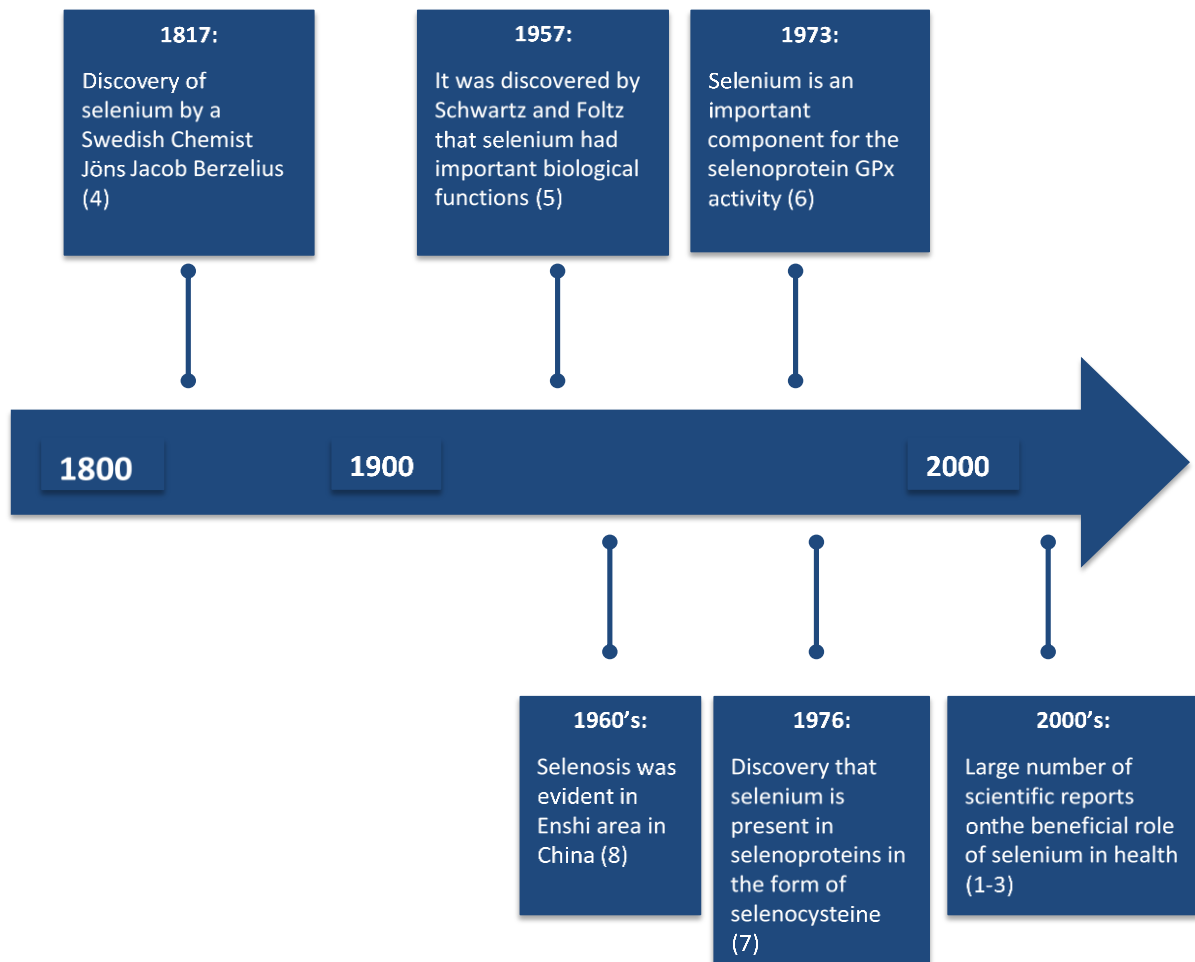 1817:
Discovery of
selenium by a
Swedish Chemist
Jöns Jacob Berzelius
(4)
1957:
It was discovered by
Schwartz and Foltz
that selenium had
important biological
functions (5)
1973:
Selenium is an
important
component for the
selenoprotein GPx
activity (6)
1800
1900
2000
1960’s:
Selenosis was
evident in
Enshi area in
China (8)
1976:
Discovery that
selenium is
present in
selenoproteins in
the form of
selenocysteine
(7)
2000’s:
Large number of
scientific reports
onthe beneficial role
of selenium in health
(1-3)